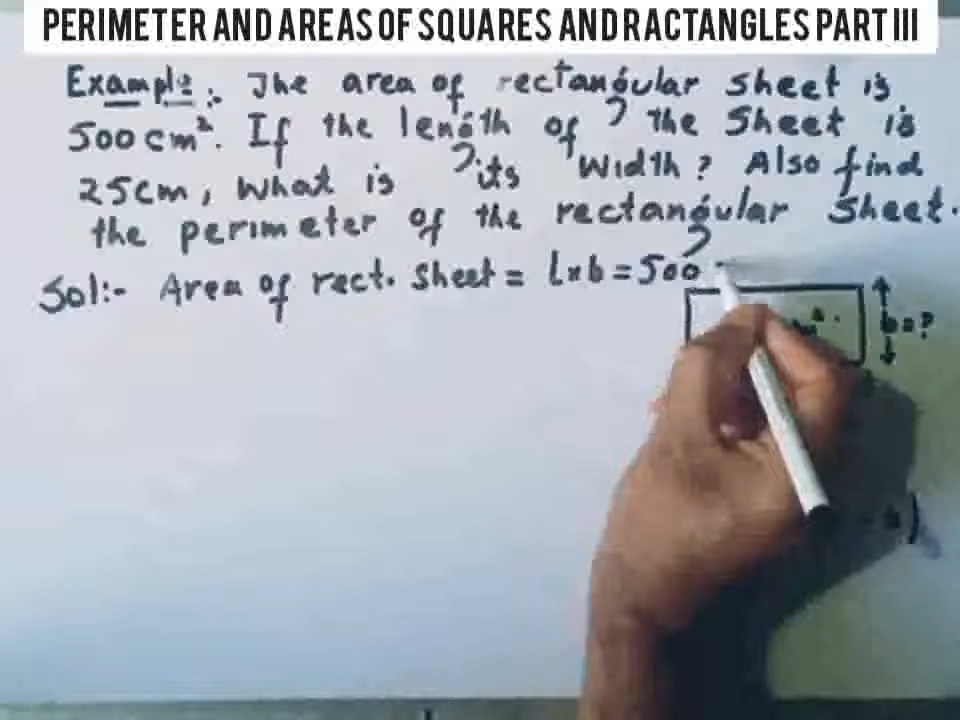 PERIMETER AND AREAS OF SQUARES AND RACTANGLES PART III
Example:. The area of rectangular sheet is
500cm². If the length of the sheet is
25cm, What is its width? Also find
the perimeter of the rectangular sheet.
Sol:- Area of rect. sheet = l×b = 500
b=?